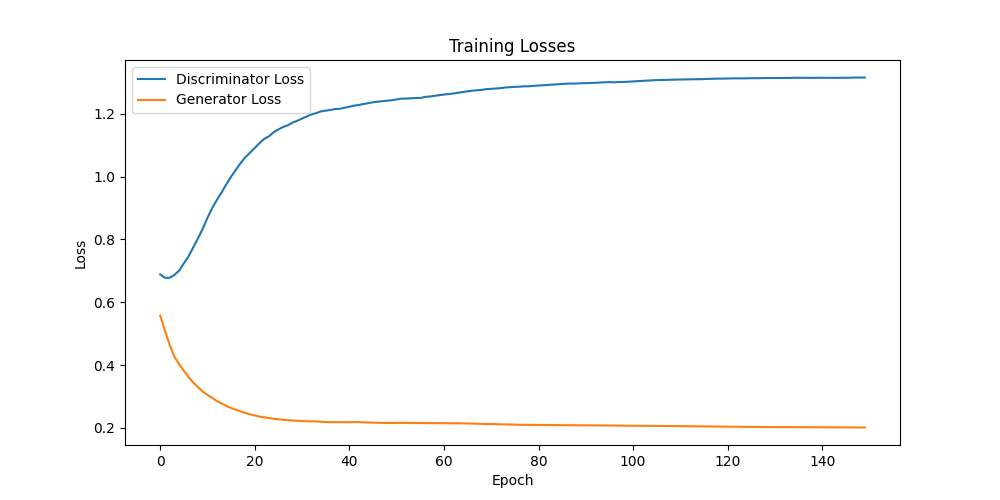 Training Losses
Discriminator Loss
Generator Loss
Loss
1.2
1.0
0.8
0.6
0.4
0.2
0 20 40 60 80 100 120 140
Epoch